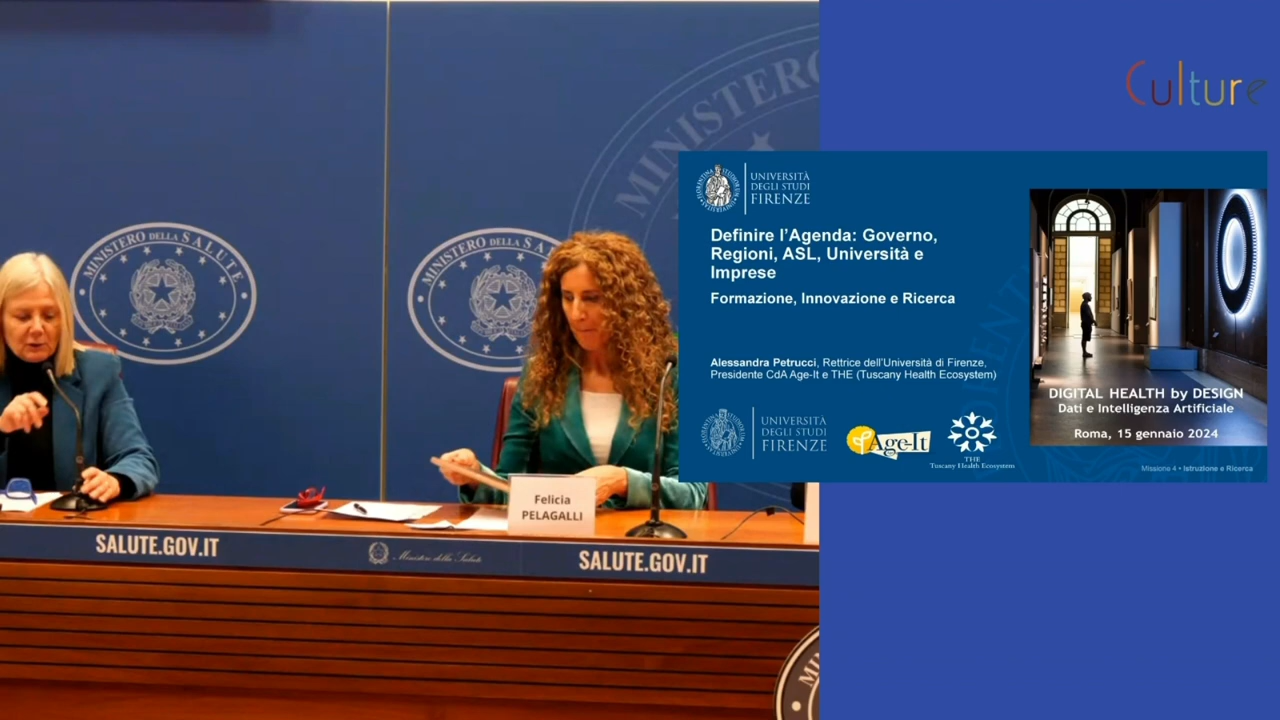 Culture
MINISTERO
MINISTERO DELLA SALUTE
MINISTERO DELLA SA
Felicia
PELAGALLI
SALUTE.GOV.IT
Ministero della Salute
SALUTE.GOV.IT
UNIVERSITÀ
DEGLI STUDI
FIRENZE
Definire l'Agenda: Governo,
Regioni, ASL, Università e
Imprese
Formazione, Innovazione e Ricerca
Alessandra Petrucci, Rettrice dell'Università di Firenze,
Presidente CdA Age-It e THE (Tuscany Health Ecosystem)
UNIVERSITÀ
DEGLI STUDI
FIRENZE
Age-It
THE
Tuscany Health Ecosystem
DIGITAL HEALTH by DESIGN
Dati e Intelligenza Artificiale
Roma, 15 gennaio 2024
Missione 4 • Istruzione e Ricerca